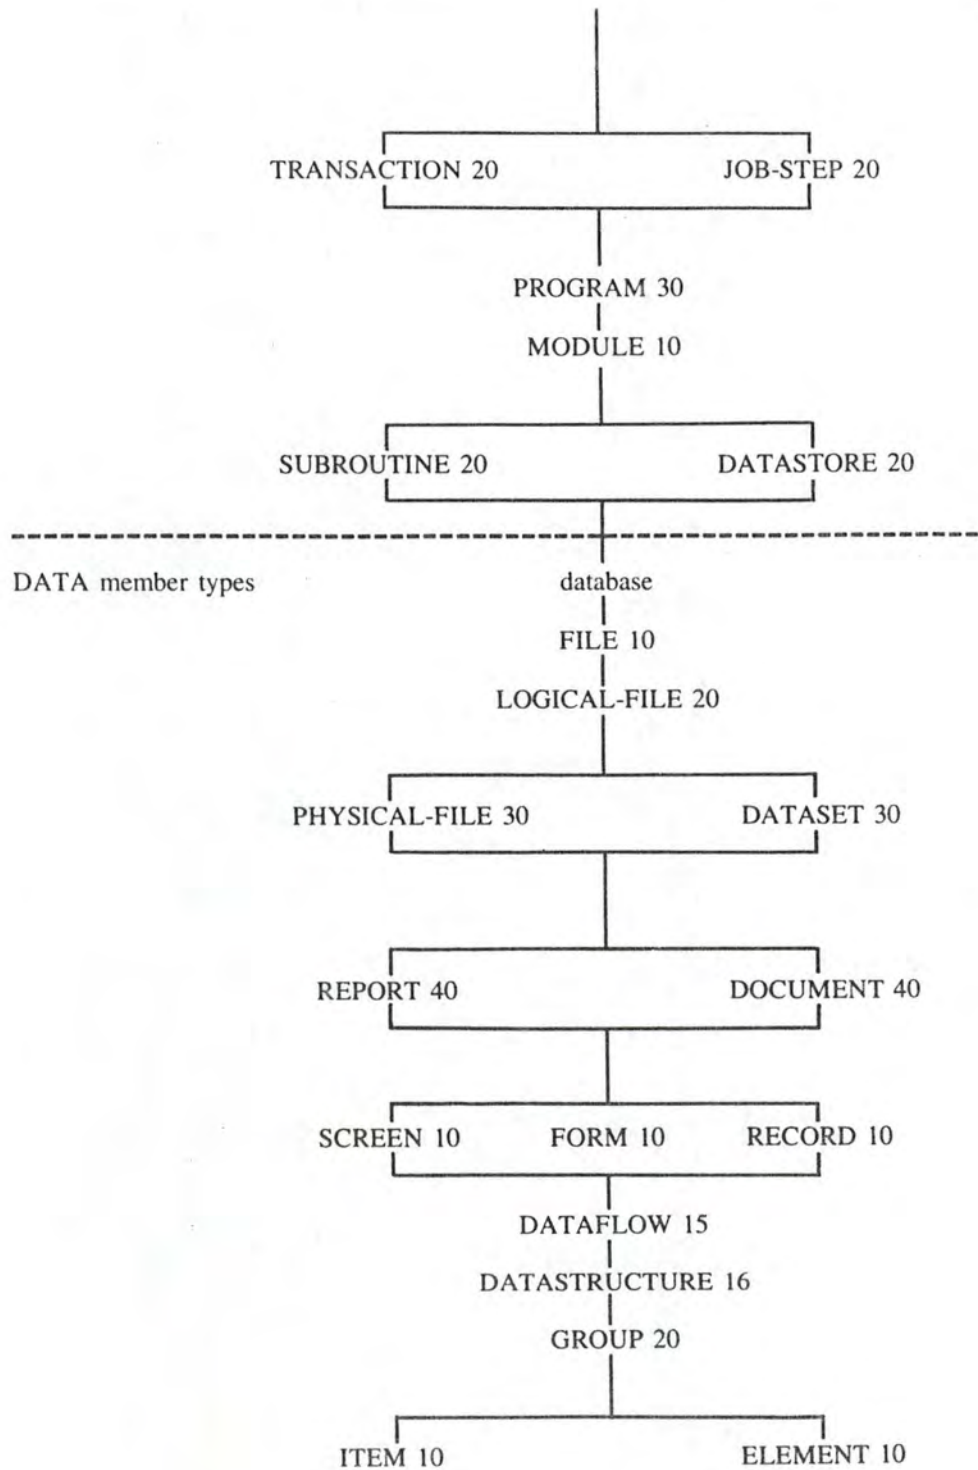 TRANSACTION 20 JOB-STEP 20
PROGRAM 30
MODULE 10
SUBROUTINE 20 DATASTORE 20
DATA member types database
FILE 10
LOGICAL-FILE 20
PHYSICAL-FILE 30 DATASET 30
REPORT 40 DOCUMENT 40
SCREEN 10 FORM 10 RECORD 10
DATAFLOW 15
DATASTRUCTURE 16
GROUP 20
ITEM 10 ELEMENT 10